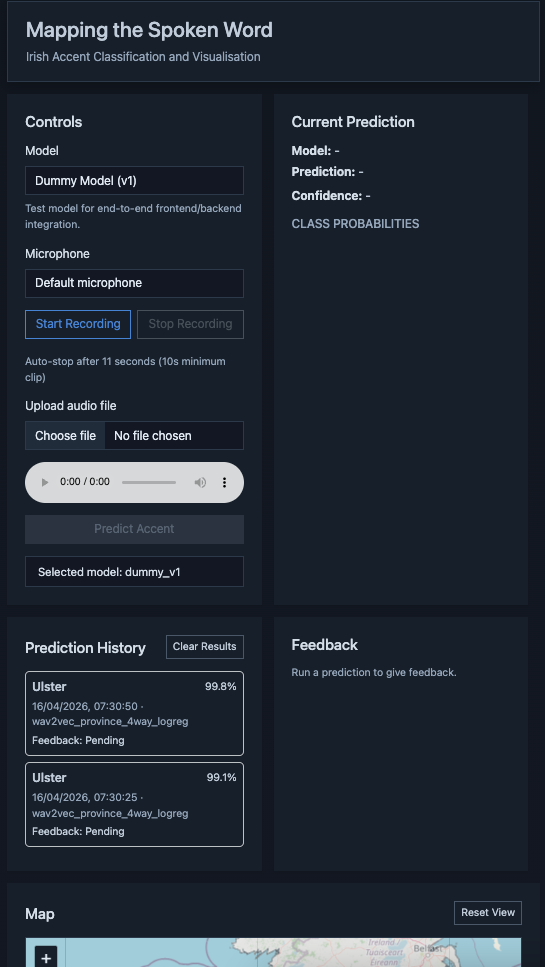 Mapping the Spoken Word
Irish Accent Classification and Visualisation
Controls
Model
Dummy Model (v1)
Test model for end-to-end frontend/backend
integration.
Microphone
Default microphone
Start Recording
Stop Recording
Auto-stop after 11 seconds (10s minimum
clip)
Upload audio file
Choose file
No file chosen
0:00 / 0:00
Predict Accent
Selected model: dummy_v1
Current Prediction
Model: -
Prediction: -
Confidence: -
CLASS PROBABILITIES
Prediction History
Clear Results
Ulster
99.8%
16/04/2026, 07:30:50 ·
wav2vec_province_4way_logreg
Feedback: Pending
Ulster
99.1%
16/04/2026, 07:30:25 ·
wav2vec_province_4way_logreg
Feedback: Pending
Feedback
Run a prediction to give feedback.
Map
Reset View
+
Ireland
Tuaisceart
Éireann
Belfast